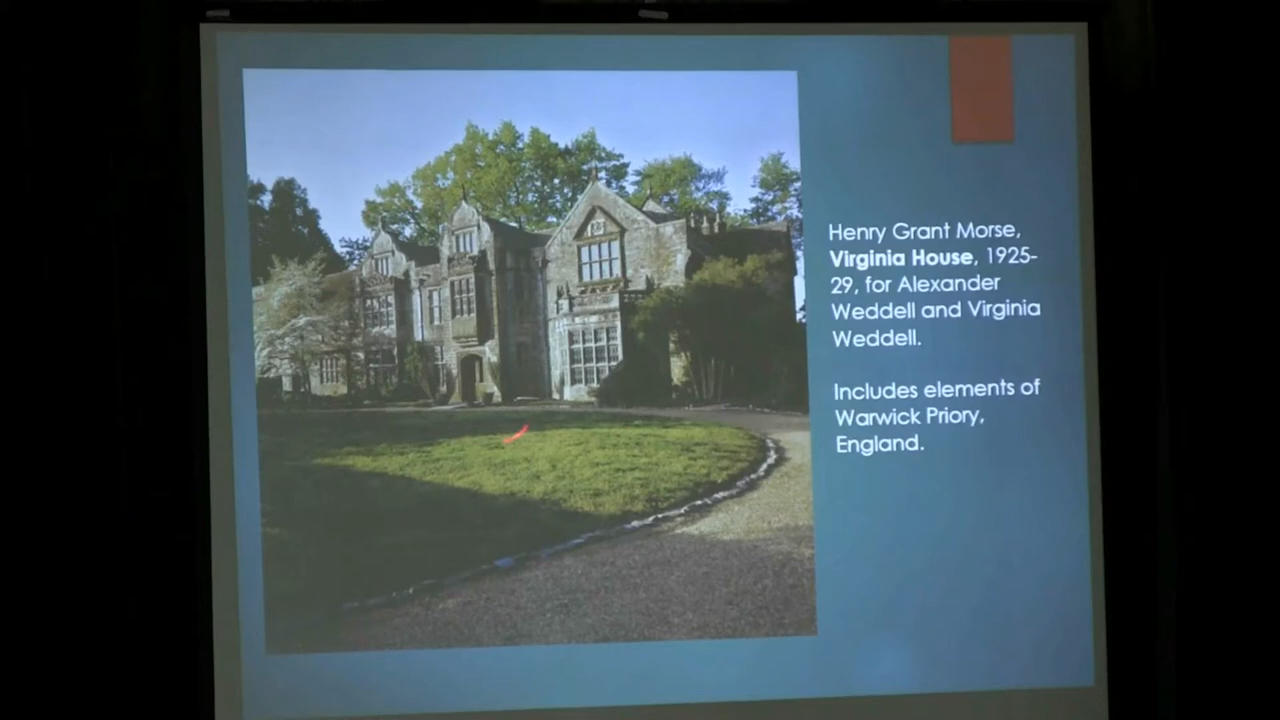 Henry Grant Morse,
Virginia House, 1925-
29, for Alexander
Weddell and Virginia
Weddell.
Includes elements of
Warwick Priory,
England.